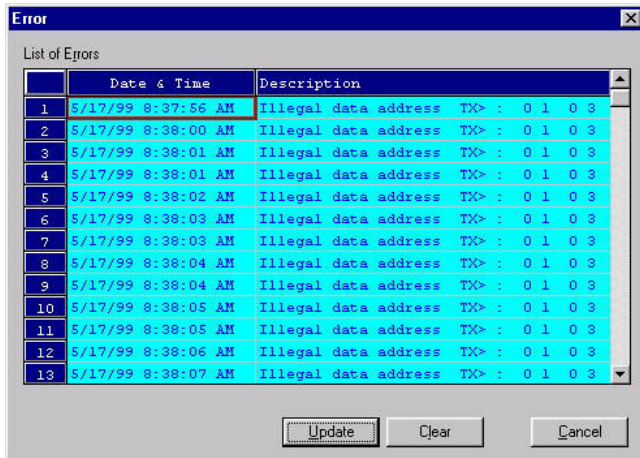 Error
List of Errors
Date & Time Description
1 5/17/99 8:37:56 AM Illegal data address TX> : 0 1 0 3
2 5/17/99 8:38:00 AM Illegal data address TX> : 0 1 0 3
3 5/17/99 8:38:01 AM Illegal data address TX> : 0 1 0 3
4 5/17/99 8:38:01 AM Illegal data address TX> : 0 1 0 3
5 5/17/99 8:38:02 AM Illegal data address TX> : 0 1 0 3
6 5/17/99 8:38:03 AM Illegal data address TX> : 0 1 0 3
7 5/17/99 8:38:03 AM Illegal data address TX> : 0 1 0 3
8 5/17/99 8:38:04 AM Illegal data address TX> : 0 1 0 3
9 5/17/99 8:38:04 AM Illegal data address TX> : 0 1 0 3
10 5/17/99 8:38:05 AM Illegal data address TX> : 0 1 0 3
11 5/17/99 8:38:05 AM Illegal data address TX> : 0 1 0 3
12 5/17/99 8:38:06 AM Illegal data address TX> : 0 1 0 3
13 5/17/99 8:38:07 AM Illegal data address TX> : 0 1 0 3
Update Clear Cancel